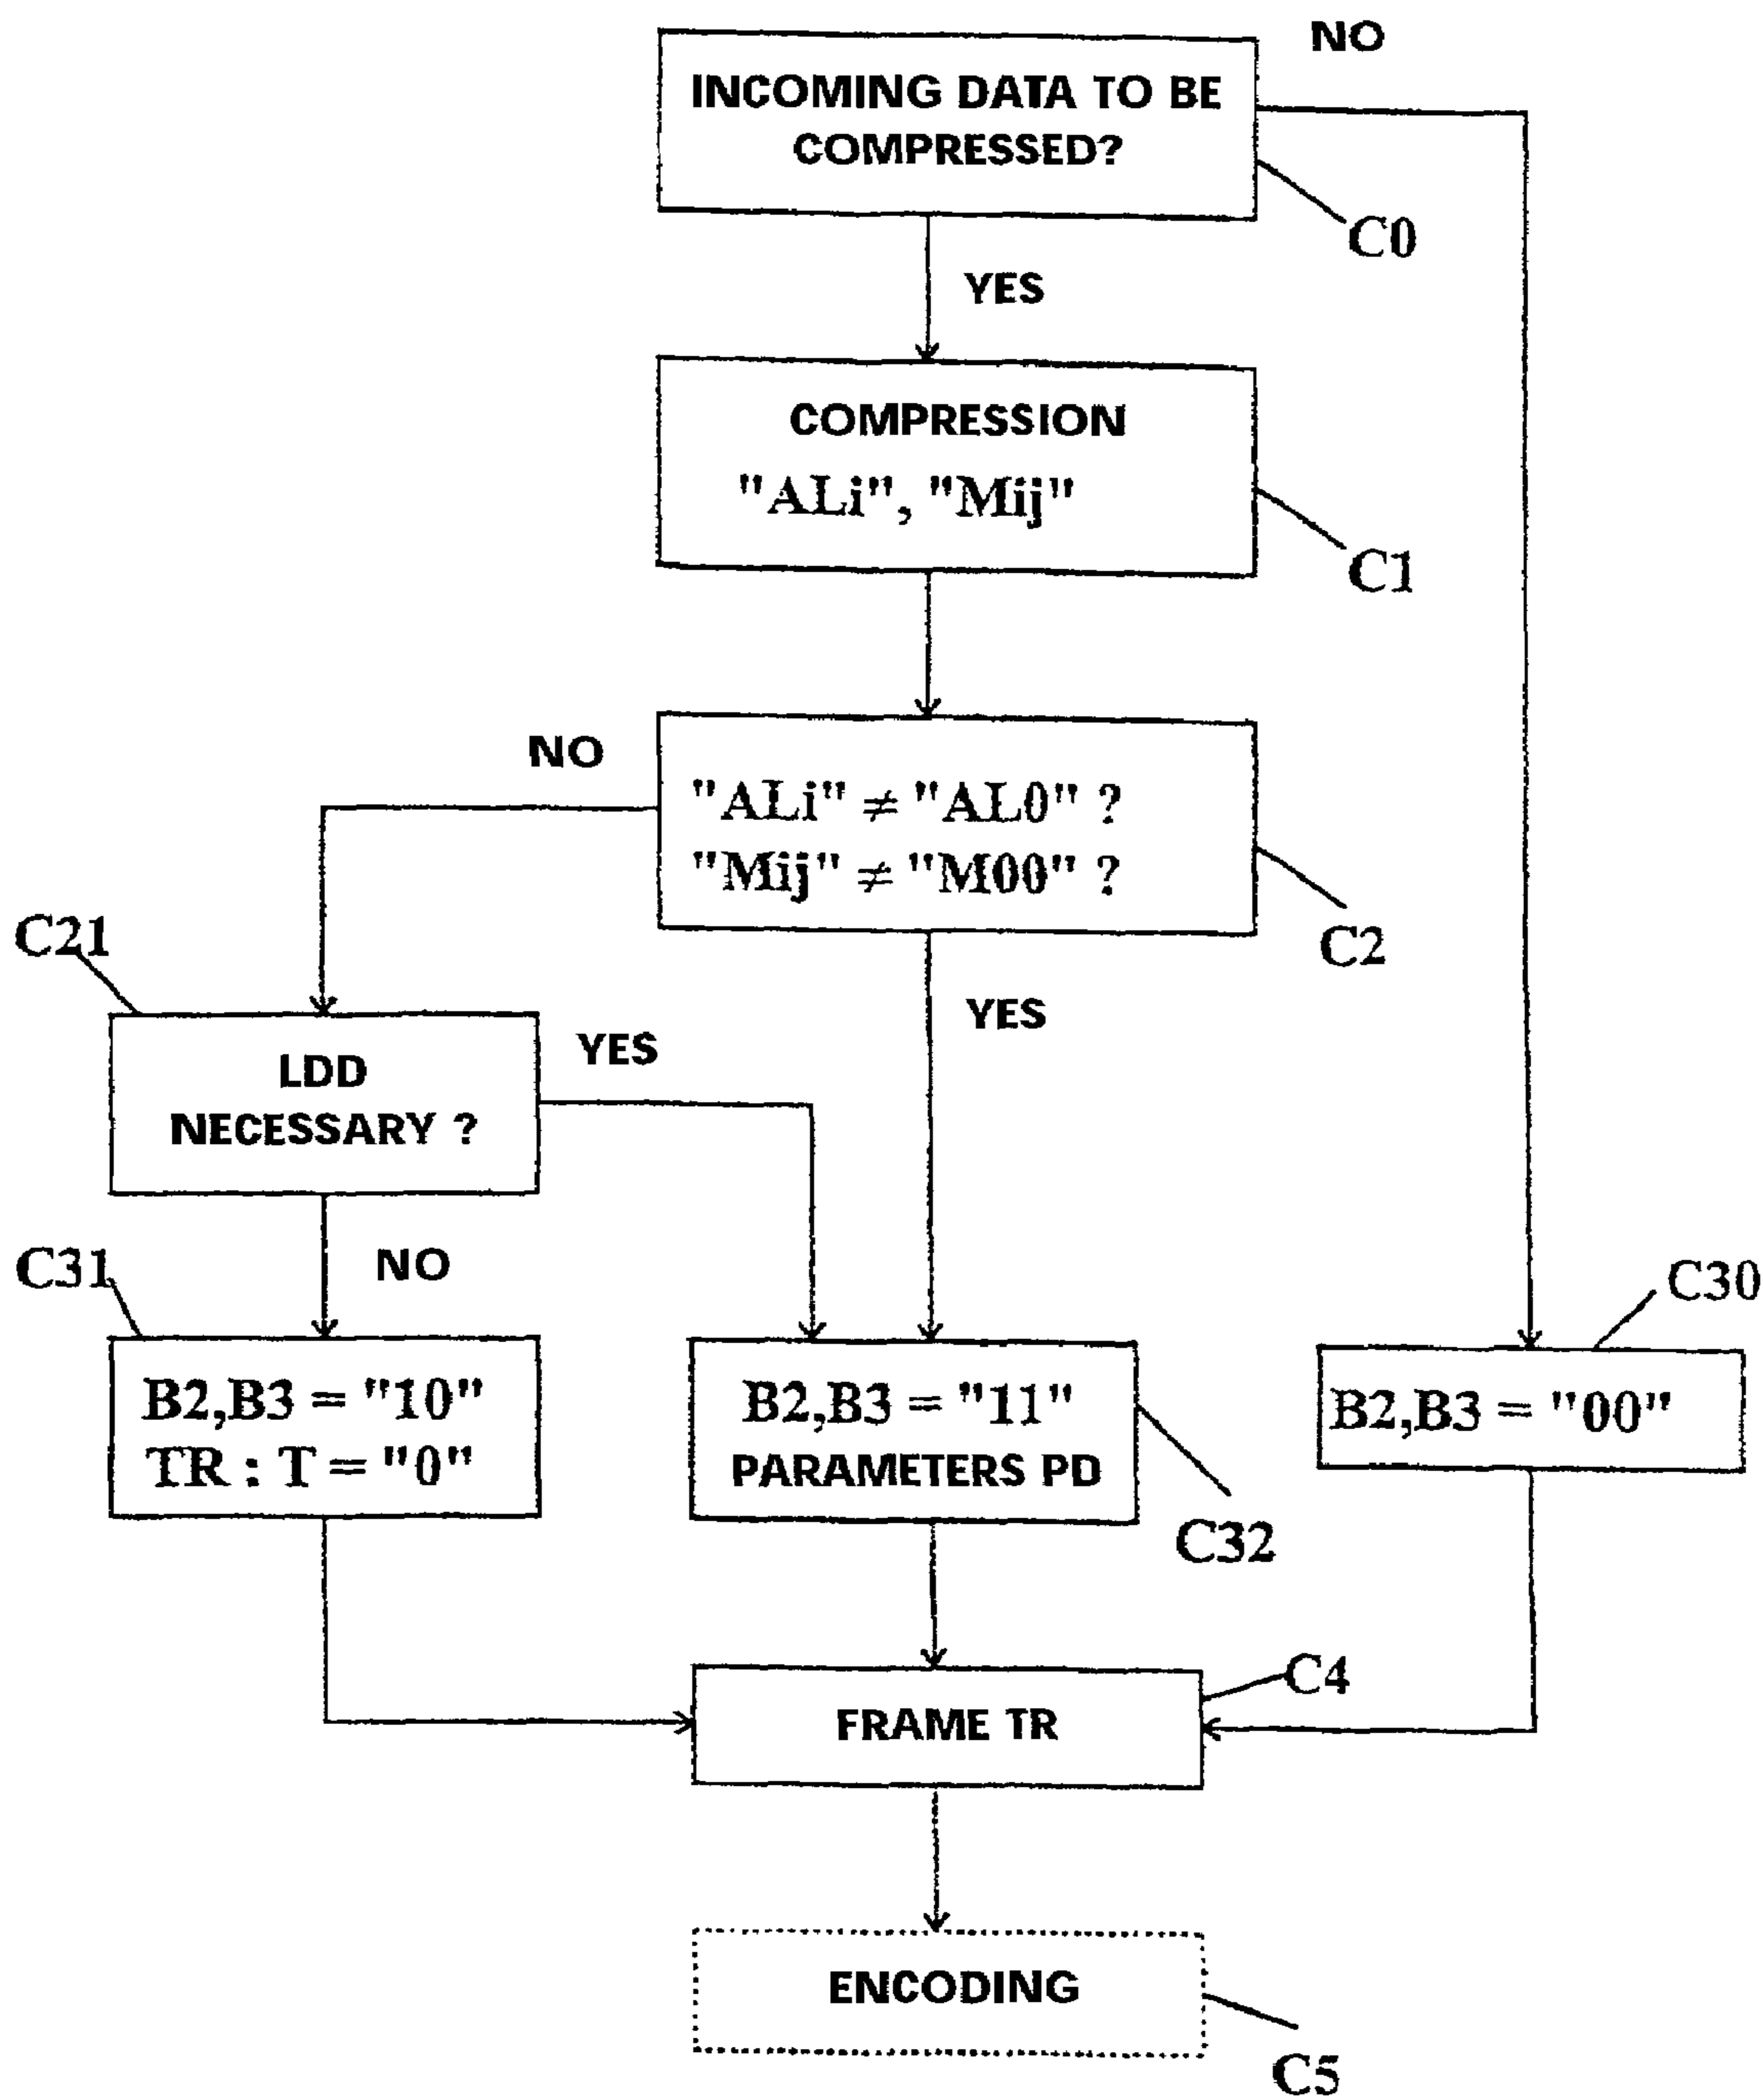 NO
INCOMING DATA TO BE
COMPRESSED?
C0
YES
COMPRESSION
"ALi", "Mij"
C1
NO
"ALi" ≠ "AL0" ?
"Mij" ≠ "M00" ?
C2
C21
YES
YES
LDD
NECESSARY ?
C31
NO
C30
B2,B3 = "10"
TR : T = "0"
B2,B3 = "11"
PARAMETERS PD
B2,B3 = "00"
C32
C4
FRAME TR
ENCODING
C5